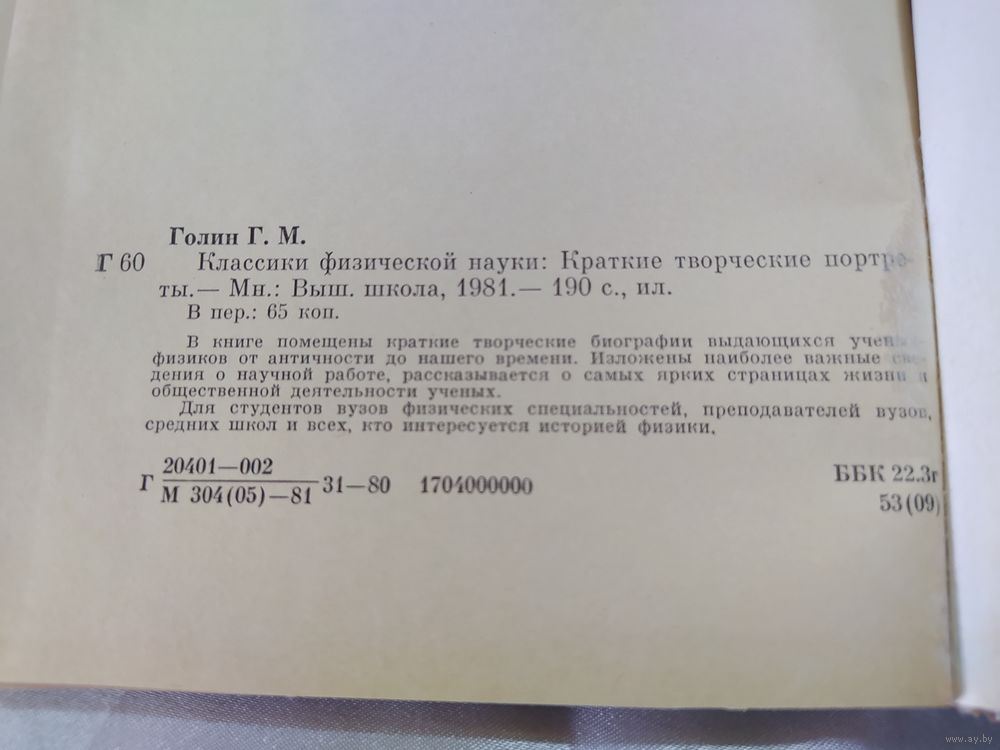 Голин Г. М.
Г 60 Классики физической науки: Краткие творческие портре-
ты.— Мн.: Выш. школа, 1981.— 190 с., ил.
В пер.: 65 коп.
В книге помещены краткие творческие биографии выдающихся
физиков от античности до нашего времени. Изложены наиболее важные
дения о научной работе, рассказывается о самых ярких страницах жизни и
общественной деятельности ученых.
Для студентов вузов физических специальностей, преподавателей вузов,
средних школ и всех, кто интересуется историей физики.
20401—002
Г 31—80 1704000000 ББК 22.3г
М 304(05)—81
53(09)
www.ay.by